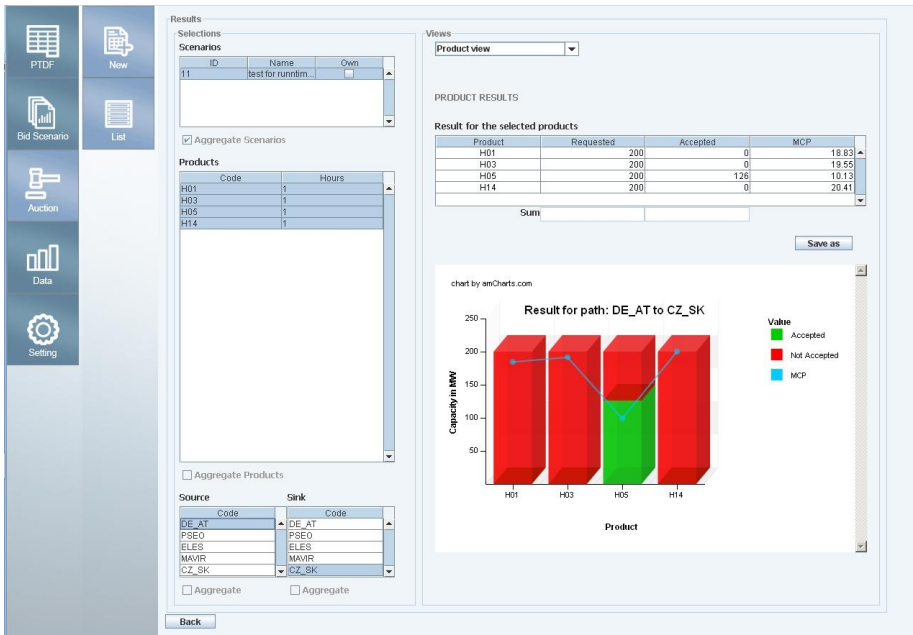 PTDF
Bid Scenario
Auction
Data
Setting
New
List
Results
Selections
Scenarios
ID Name Own
11 test for runntim...
Aggregate Scenarios
Products
Code Hours
H01 1
H03 1
H05 1
H14 1
Aggregate Products
Source Sink
Code Code
DE_AT DE_AT
PSEO PSEO
ELES ELES
MAVIR MAVIR
CZ_SK CZ_SK
Aggregate Aggregate
Back
Views
Product view
PRODUCT RESULTS
Result for the selected products
Product Requested Accepted MCP
H01 200 0 18.83
H03 200 0 19.55
H05 200 126 10.13
H14 200 0 20.41
Sum
Save as
chart by amCharts.com
Result for path: DE_AT to CZ_SK
Capacity in MW
250
200
150
100
50
H01 H03 H05 H14
Product
Value
Accepted
Not Accepted
MCP